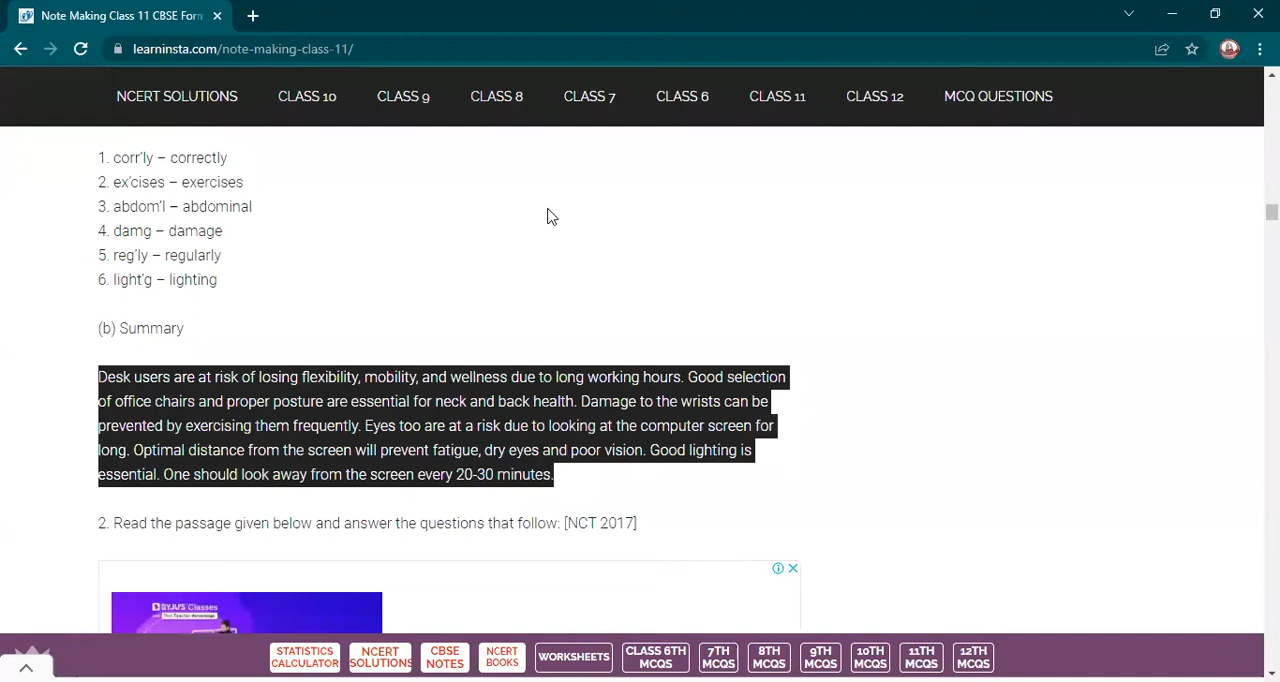 Note Making Class 11 CBSE Form
learninsta.com/note-making-class-11/
NCERT SOLUTIONS CLASS 10 CLASS 9 CLASS 8 CLASS 7 CLASS 6 CLASS 11 CLASS 12 MCQ QUESTIONS
1. corr'ly – correctly
2. ex'cises – exercises
3. abdom'l – abdominal
4. damg – damage
5. reg'ly – regularly
6. light'g – lighting
(b) Summary
Desk users are at risk of losing flexibility, mobility, and wellness due to long working hours. Good selection
of office chairs and proper posture are essential for neck and back health. Damage to the wrists can be
prevented by exercising them frequently. Eyes too are at a risk due to looking at the computer screen for
long. Optimal distance from the screen will prevent fatigue, dry eyes and poor vision. Good lighting is
essential. One should look away from the screen every 20-30 minutes.
2. Read the passage given below and answer the questions that follow: [NCT 2017]
BYJU'S Classes
STATISTICS CALCULATOR NCERT SOLUTIONS CBSE NOTES NCERT BOOKS WORKSHEETS CLASS 6TH MCQS 7TH MCQS 8TH MCQS 9TH MCQS 10TH MCQS 11TH MCQS 12TH MCQS